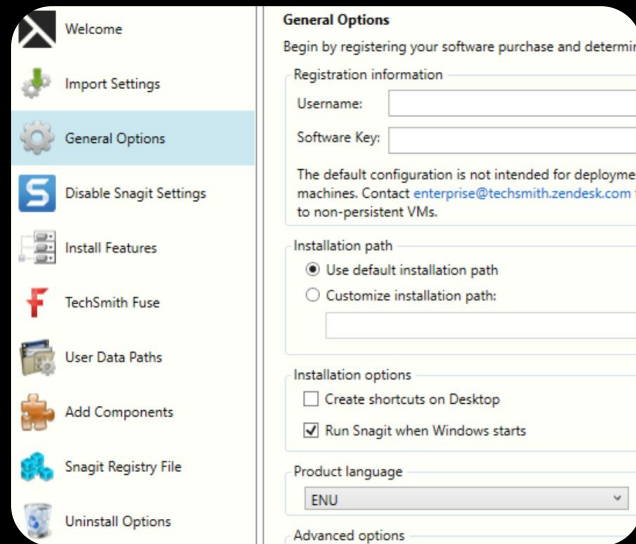 Welcome
Import Settings
General Options
Disable Snagit Settings
Install Features
TechSmith Fuse
User Data Paths
Add Components
Snagit Registry File
Uninstall Options
General Options
Begin by registering your software purchase and determin
Registration information
Username:
Software Key:
The default configuration is not intended for deployme
machines. Contact enterprise@techsmith.zendesk.com
to non-persistent VMs.
Installation path
Use default installation path
Customize installation path:
Installation options
Create shortcuts on Desktop
Run Snagit when Windows starts
Product language
ENU
Advanced options